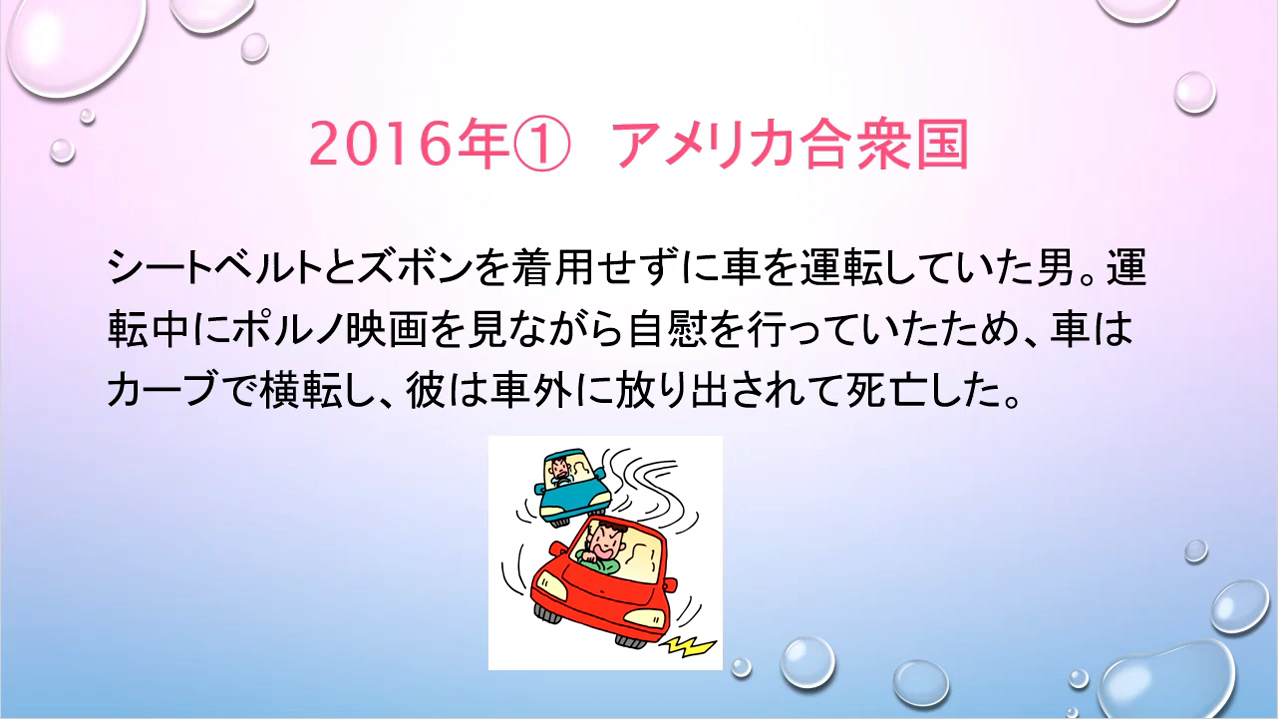 2016年① アメリカ合衆国
シートベルトとズボンを着用せずに車を運転していた男。運
転中にポルノ映画を見ながら自慰を行っていたため、車は
カーブで横転し、彼は車外に放り出されて死亡した。